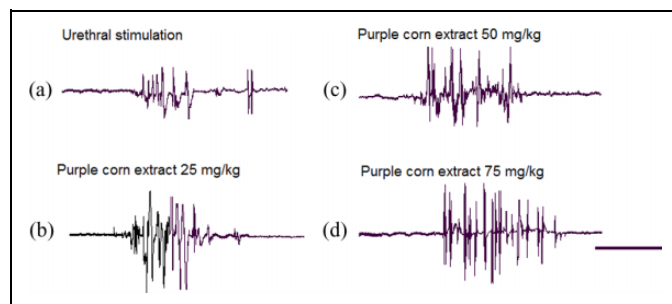 Urethral stimulation
(a)
Purple corn extract 25 mg/kg
(b)
Purple corn extract 50 mg/kg
(c)
Purple corn extract 75 mg/kg
(d)